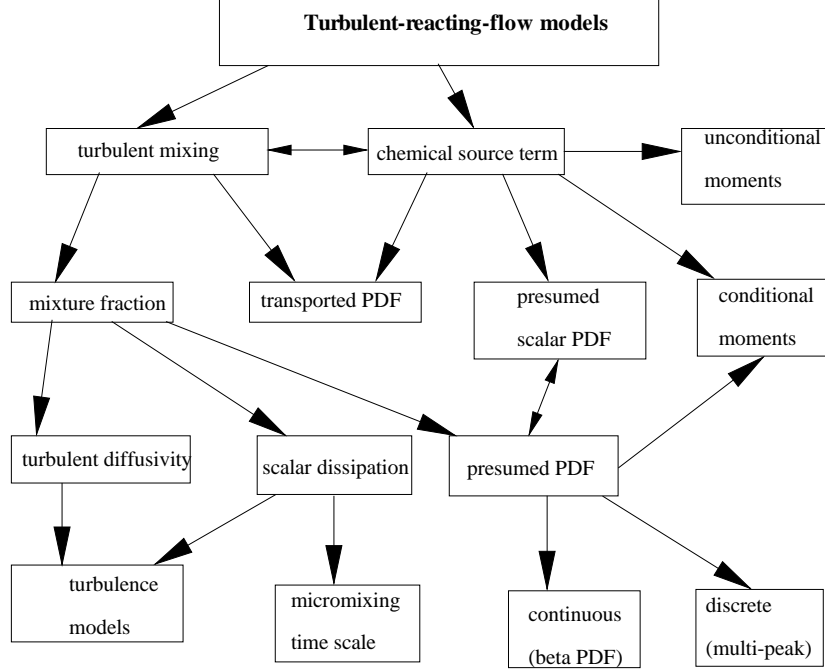 Turbulent-reacting-flow models
turbulent mixing
chemical source term
unconditional
moments
mixture fraction
transported PDF
presumed
scalar PDF
conditional
moments
turbulent diffusivity
scalar dissipation
presumed PDF
turbulence
models
micromixing
time scale
continuous
(beta PDF)
discrete
(multi-peak)